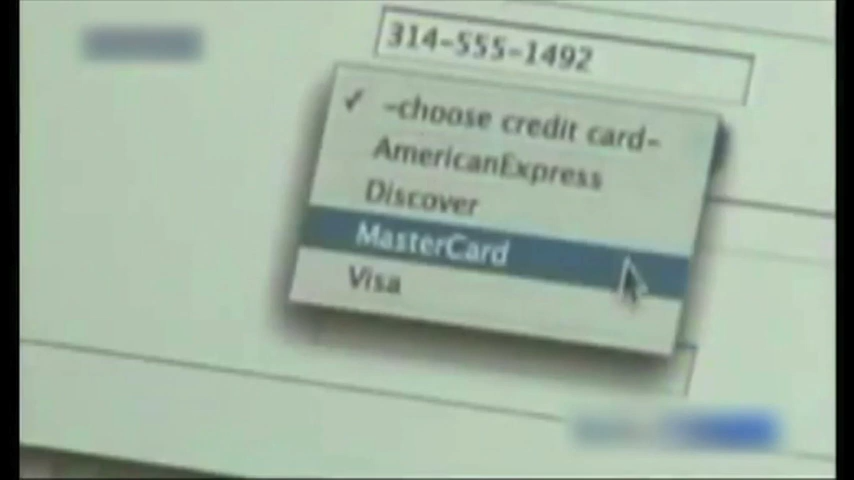 314-555-1492
✓ -choose credit card-
AmericanExpress
Discover
MasterCard
Visa